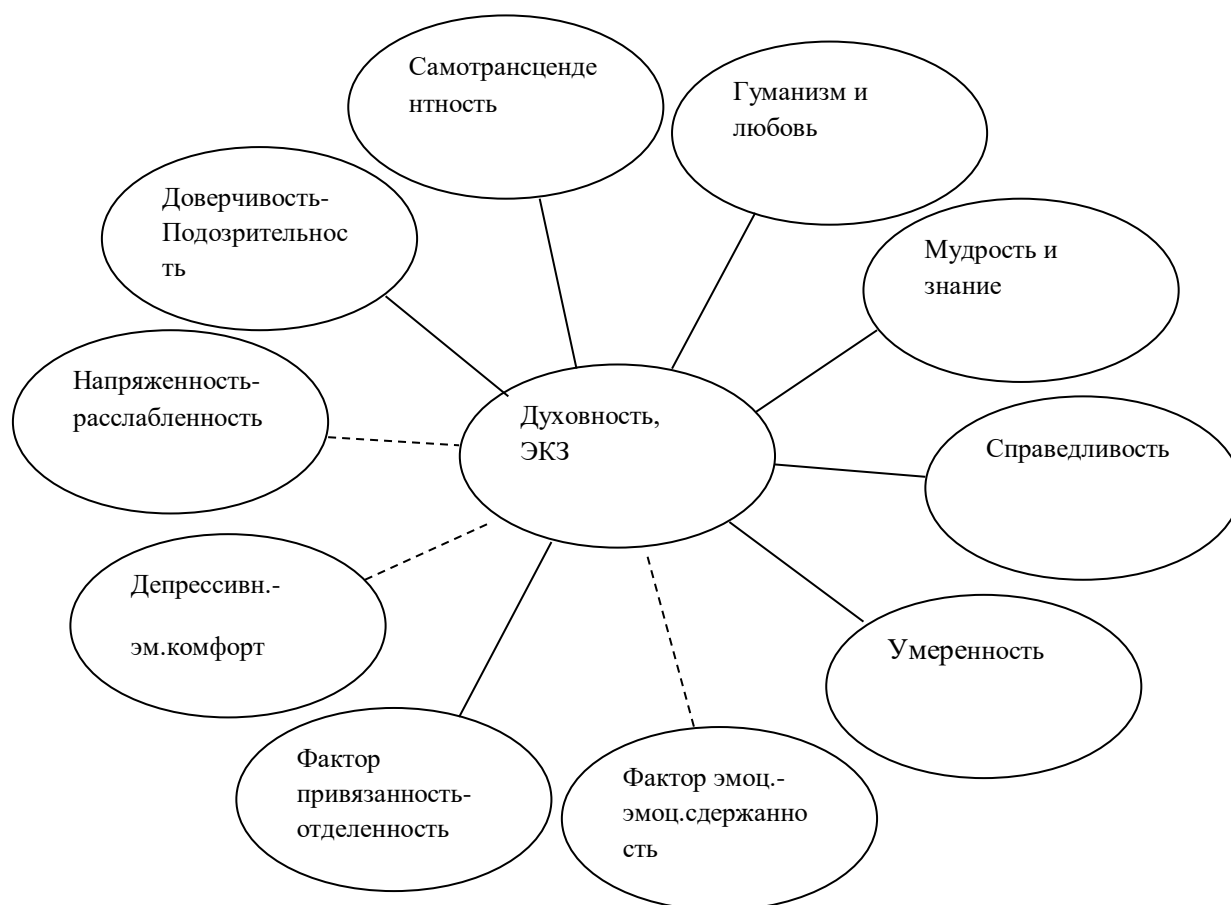 Самотрансценде
нтность
Гуманизм и
любовь
Доверчивость-
Подозрительнос
ть
Мудрость и
знание
Напряженность-
расслабленность
Духовность,
ЭКЗ
Справедливость
Депрессивн.-
эм.комфорт
Умеренность
Фактор
привязанность-
отделенность
Фактор эмоц.-
эмоц.сдержанно
сть